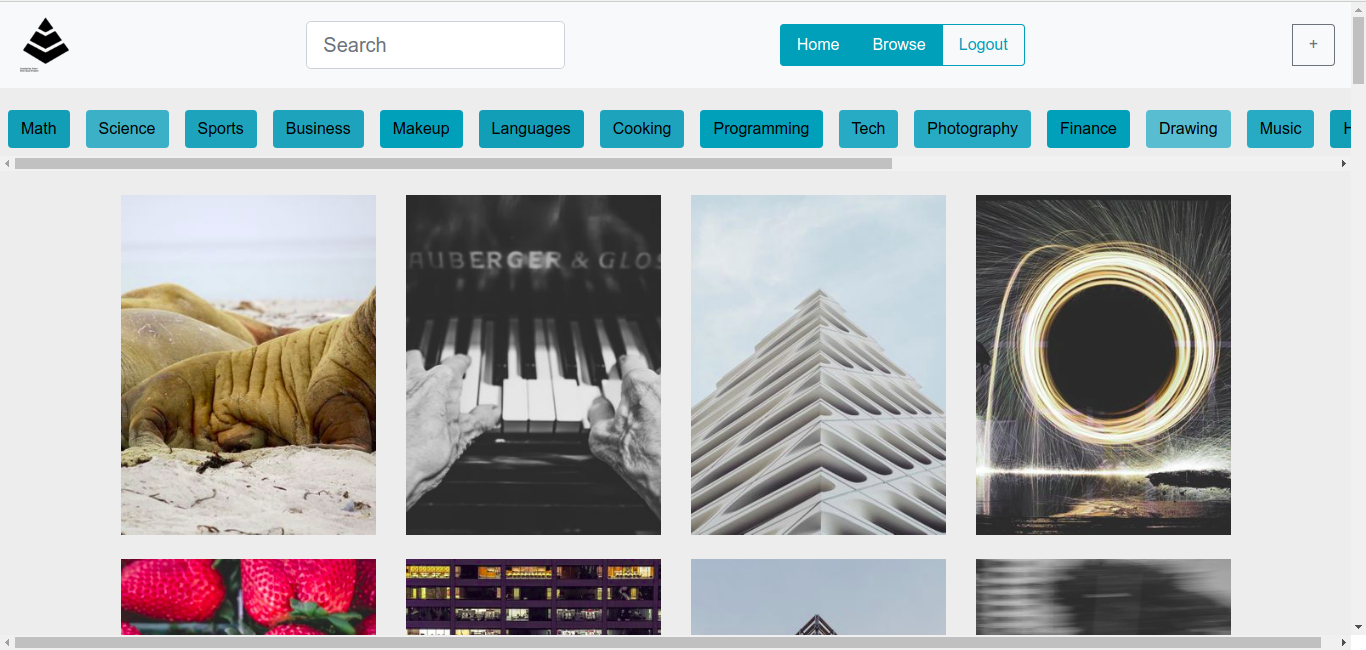 Search
Home Browse Logout +
Math Science Sports Business Makeup Languages Cooking Programming Tech Photography Finance Drawing Music H
AUBERGER & GLOS